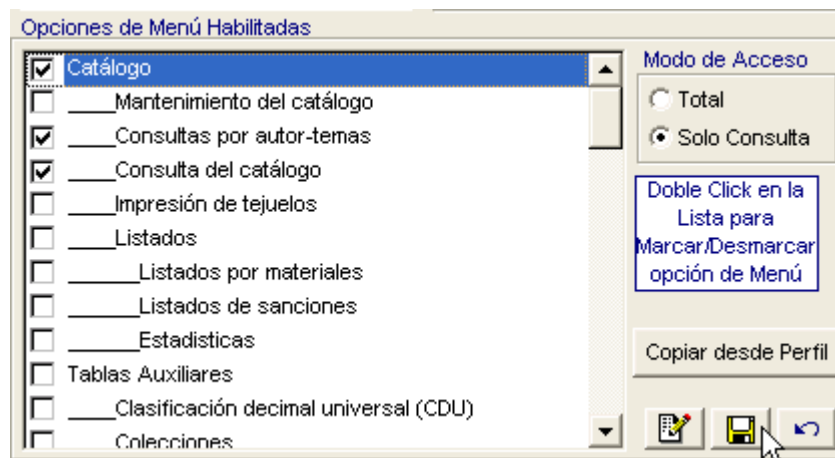 Opciones de Menú Habilitadas
Catálogo
____Mantenimiento del catálogo
____Consultas por autor-temas
____Consulta del catálogo
____Impresión de tejuelos
____Listados
______Listados por materiales
______Listados de sanciones
______Estadisticas
Tablas Auxiliares
____Clasificación decimal universal (CDU)
____Colecciones
Modo de Acceso
Total
Solo Consulta
Doble Click en la
Lista para
Marcar/Desmarcar
opción de Menú
Copiar desde Perfil